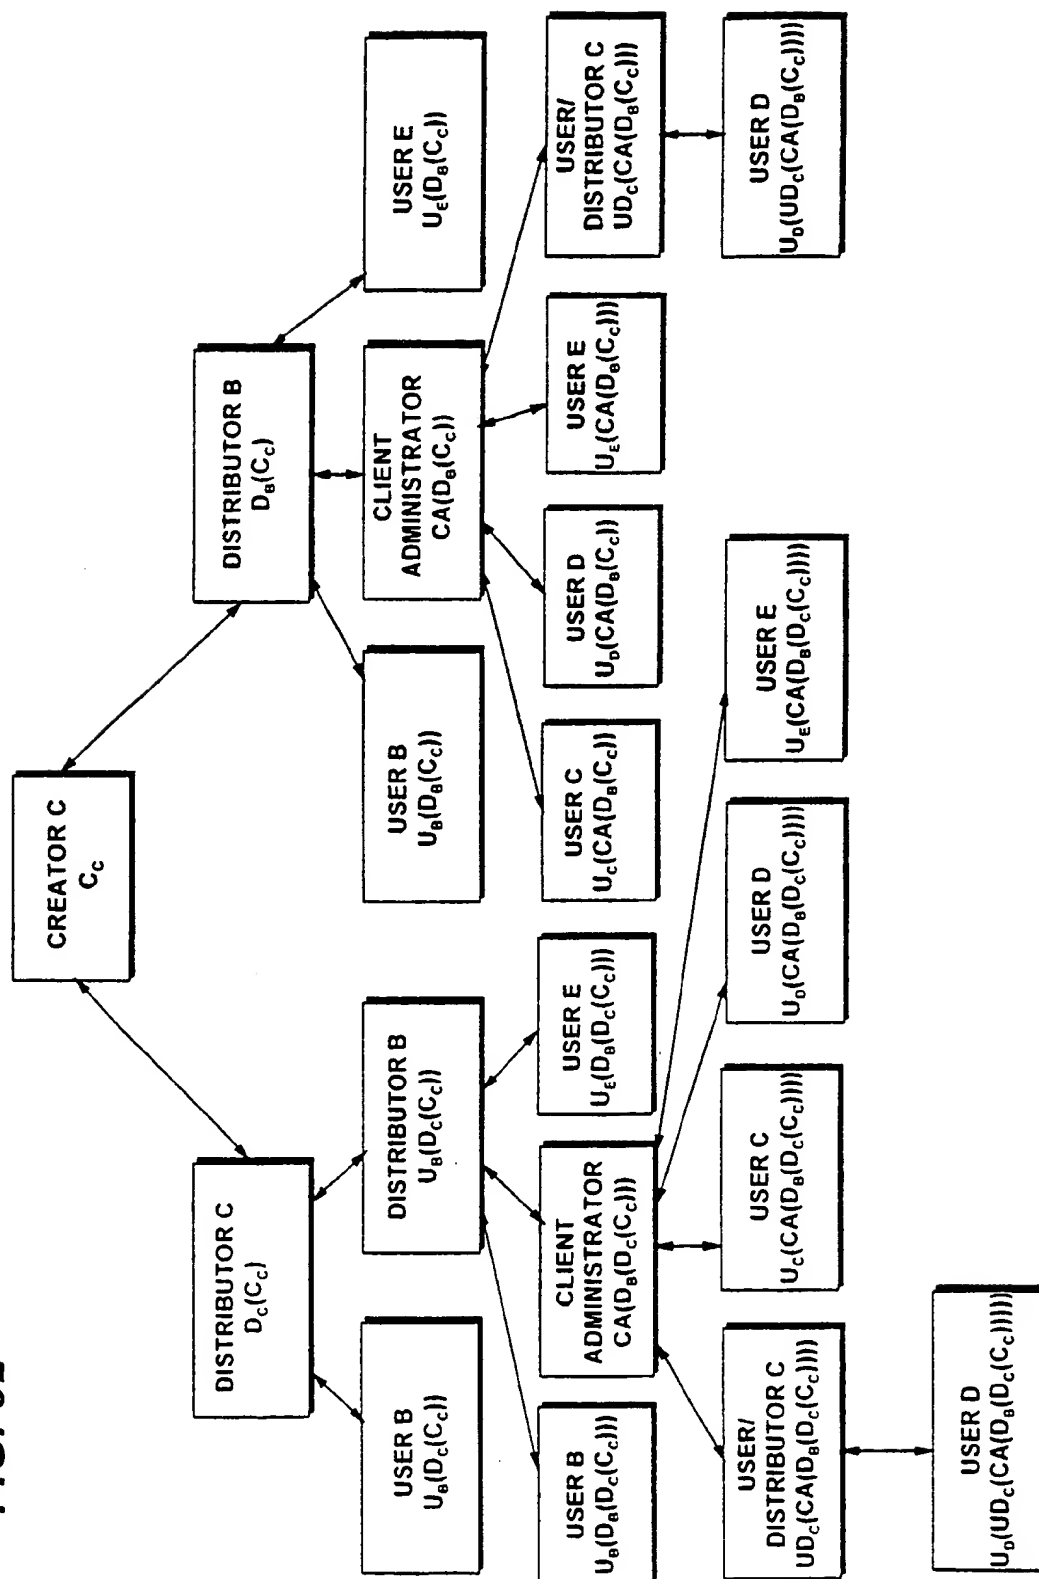 CREATOR C
C_C
DISTRIBUTOR C
D_C(C_C)
DISTRIBUTOR B
D_B(C_C)
USER B
U_B(D_C(C_C))
DISTRIBUTOR B
U_B(D_C(C_C))
USER B
U_B(D_B(C_C))
CLIENT
ADMINISTRATOR
CA(D_B(C_C))
USER E
U_E(D_B(C_C))
USER B
U_B(D_B(D_C(C_C)))
CLIENT
ADMINISTRATOR
CA(D_B(D_C(C_C)))
USER E
U_E(D_B(D_C(C_C)))
USER C
U_C(CA(D_B(C_C))
USER D
U_D(CA(D_B(C_C)))
USER E
U_E(CA(D_B(C_C)))
USER/
DISTRIBUTOR C
UD_C(CA(D_B(C_C)))
USER/
DISTRIBUTOR C
UD_C(CA(D_B(D_C(C_C))))
USER C
U_C(CA(D_B(D_C(C_C))))
USER D
U_D(CA(D_B(D_C(C_C))))
USER E
U_E(CA(D_B(D_C(C_C))))
USER D
U_D(UD_C(CA(D_B(C_C))))
USER D
U_D(UD_C(CA(D_B(D_C(C_C)))))